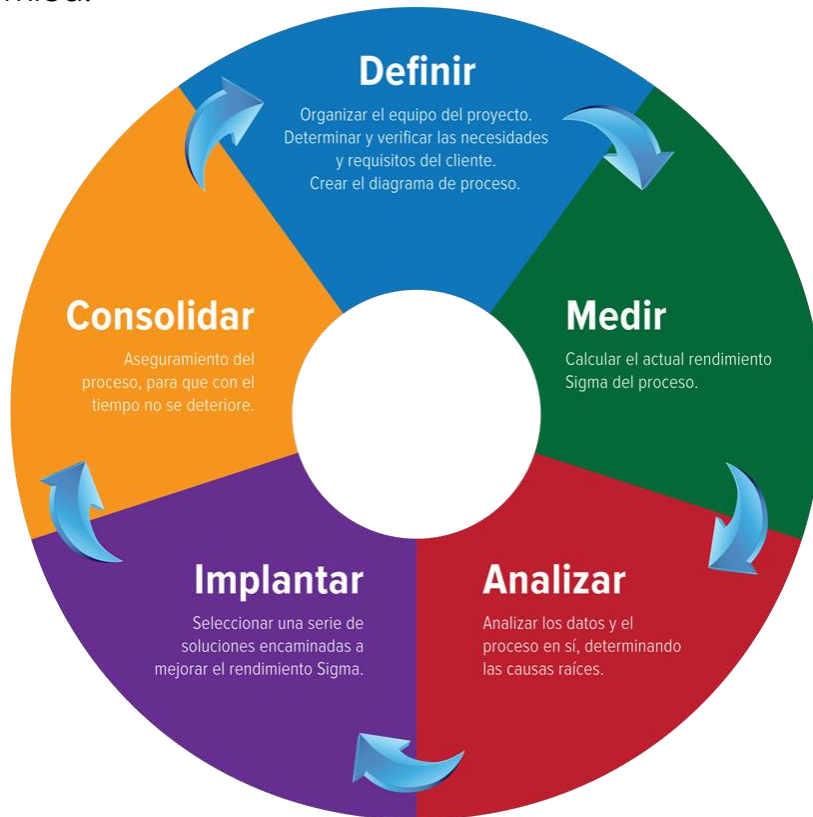 Definir
Organizar el equipo del proyecto.
Determinar y verificar las necesidades
y requisitos del cliente.
Crear el diagrama de proceso.
Medir
Calcular el actual rendimiento
Sigma del proceso.
Analizar
Analizar los datos y el
proceso en sí, determinando
las causas raíces.
Implantar
Seleccionar una serie de
soluciones encaminadas a
mejorar el rendimiento Sigma.
Consolidar
Aseguramiento del
proceso, para que con el
tiempo no se deteriore.